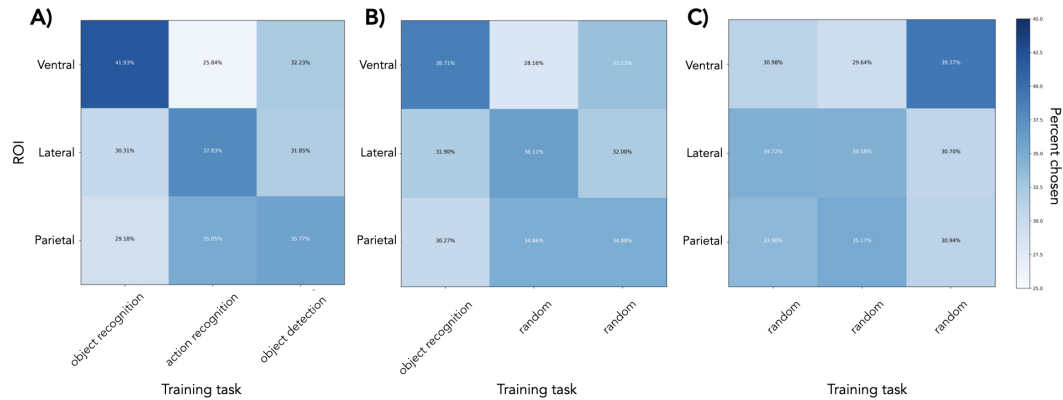 A)
B)
C)
ROI
Ventral
41.93%
25.84%
32.23%
Lateral
30.31%
37.83%
31.85%
Parietal
29.18%
35.05%
35.77%
object recognition
action recognition
object detection
Training task
Ventral
38.71%
28.16%
33.13%
Lateral
31.90%
36.11%
32.00%
Parietal
30.27%
34.86%
34.88%
object recognition
random
random
Training task
Ventral
30.98%
29.64%
39.37%
Lateral
34.72%
34.58%
30.70%
Parietal
33.90%
35.17%
30.94%
random
random
random
Training task
45.0
42.5
40.0
37.5
35.0
32.5
30.0
27.5
25.0
Percent chosen